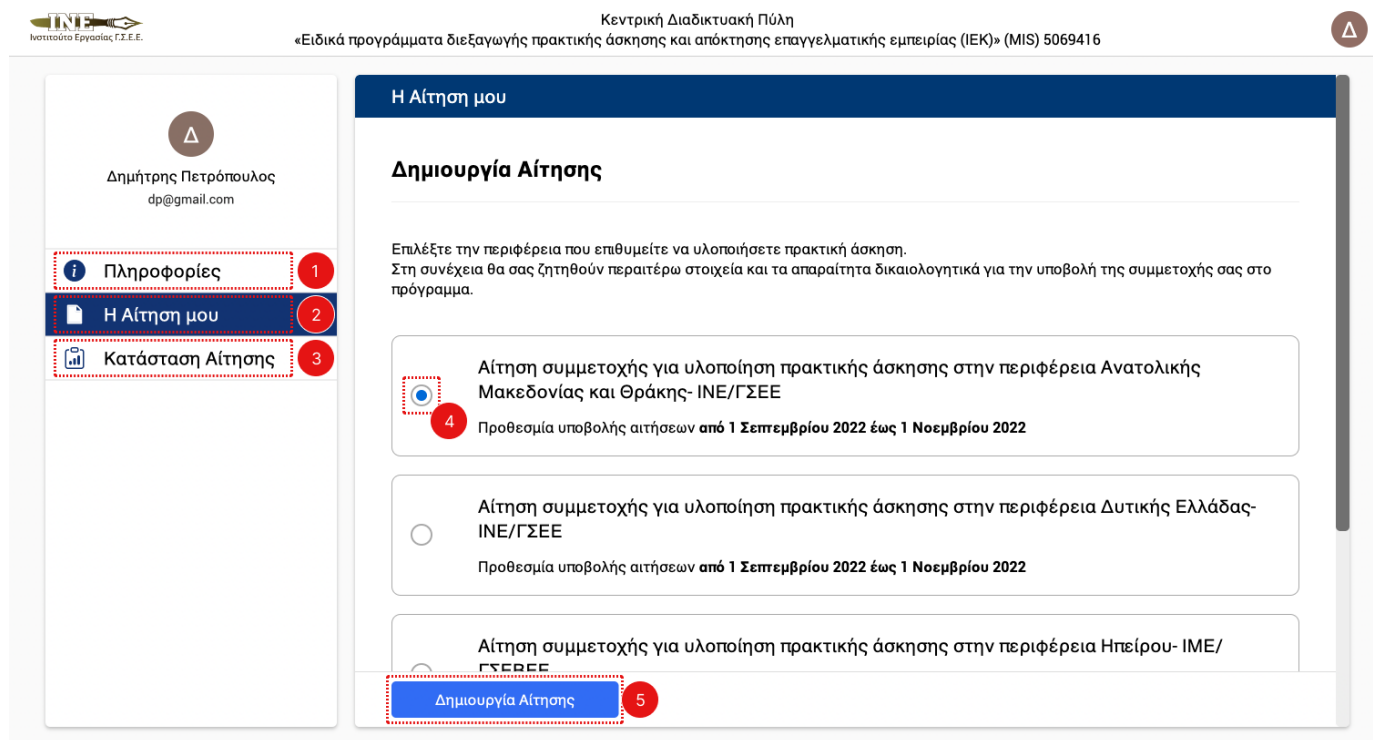 ΙΝΕ
Ινστιτούτο Εργασίας Γ.Σ.Ε.Ε.
Κεντρική Διαδικτυακή Πύλη
«Ειδικά προγράμματα διεξαγωγής πρακτικής άσκησης και απόκτησης επαγγελματικής εμπειρίας (ΙΕΚ)» (MIS) 5069416
Δ
Δ
Δημήτρης Πετρόπουλος
dp@gmail.com
i Πληροφορίες 1
Η Αίτηση μου 2
Κατάσταση Αίτησης 3
Η Αίτηση μου
Δημιουργία Αίτησης
Επιλέξτε την περιφέρεια που επιθυμείτε να υλοποιήσετε πρακτική άσκηση.
Στη συνέχεια θα σας ζητηθούν περαιτέρω στοιχεία και τα απαραίτητα δικαιολογητικά για την υποβολή της συμμετοχής σας στο
πρόγραμμα.
Αίτηση συμμετοχής για υλοποίηση πρακτικής άσκησης στην περιφέρεια Ανατολικής
Μακεδονίας και Θράκης- ΙΝΕ/ΓΣΕΕ
4
Προθεσμία υποβολής αιτήσεων από 1 Σεπτεμβρίου 2022 έως 1 Νοεμβρίου 2022
Αίτηση συμμετοχής για υλοποίηση πρακτικής άσκησης στην περιφέρεια Δυτικής Ελλάδας-
ΙΝΕ/ΓΣΕΕ
Προθεσμία υποβολής αιτήσεων από 1 Σεπτεμβρίου 2022 έως 1 Νοεμβρίου 2022
Αίτηση συμμετοχής για υλοποίηση πρακτικής άσκησης στην περιφέρεια Ηπείρου- ΙΜΕ/
ΓΣΕΒΕΕ
Δημιουργία Αίτησης 5